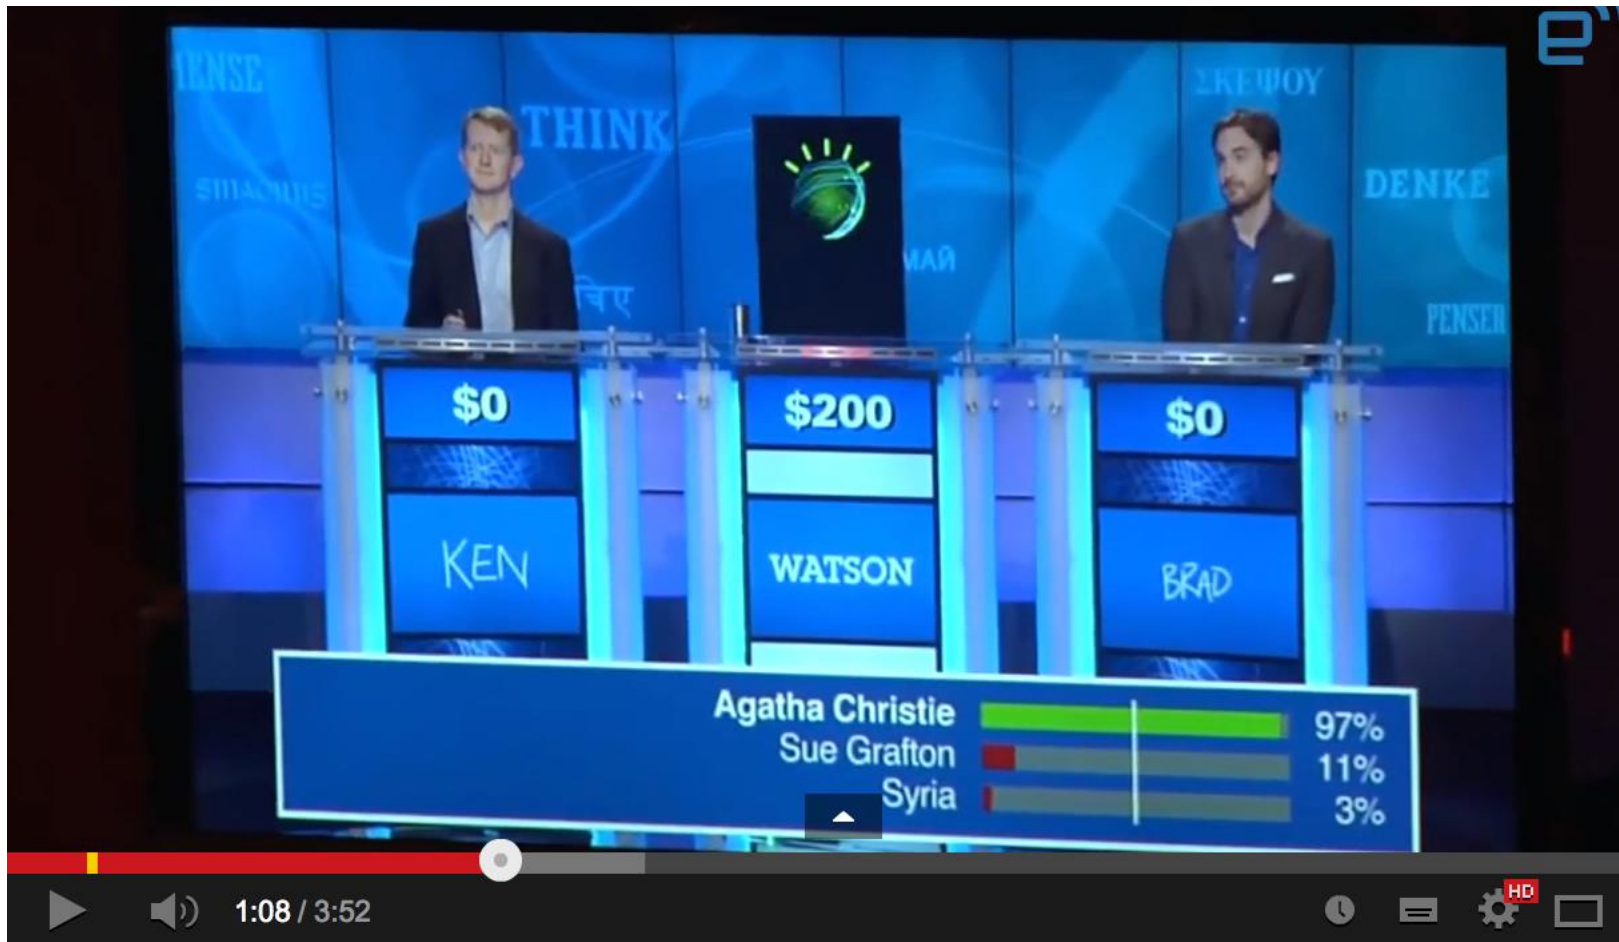 THINK
ΣΚΕΨΟΥ
DENKE
PENSER
$0
$200
$0
KEN
WATSON
BRAD
Agatha Christie 97%
Sue Grafton 11%
Syria 3%
1:08 / 3:52
HD